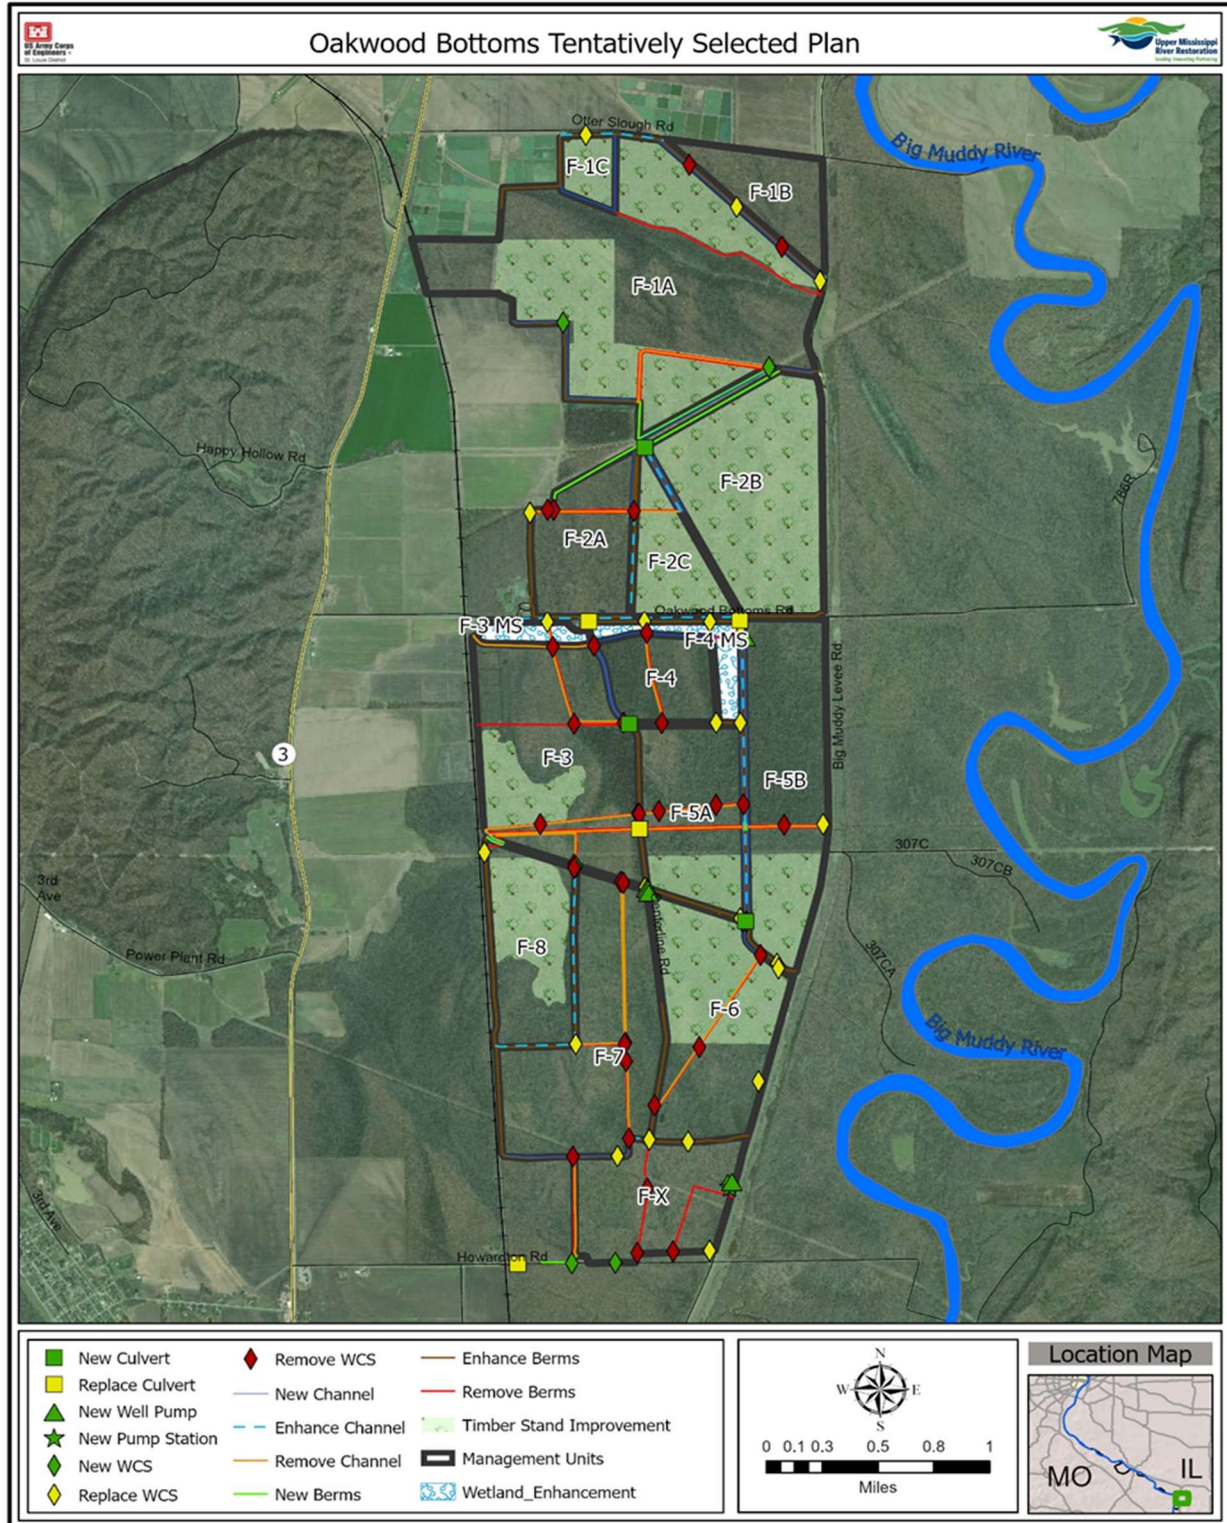 US Army Corps
of Engineers
St. Louis District
Oakwood Bottoms Tentatively Selected Plan
Upper Mississippi
River Restoration
Leading Innovating Partnering
Otter Slough Rd
Big Muddy River
F-1C
F-1B
F-1A
Happy Hollow Rd
F-2B
786R
F-2A
F-2C
Oakwood Bottoms Rd
F-3 MS
F-4 MS
F-4
Big Muddy Levee Rd
3
F-3
F-5B
F-5A
307C
307CB
3rd
Ave
Centerline Rd
F-8
Power Plant Rd
307CA
F-6
Big Muddy River
F-7
3rd Ave
F-X
Howardton Rd
New Culvert
Replace Culvert
New Well Pump
New Pump Station
New WCS
Replace WCS
Remove WCS
New Channel
Enhance Channel
Remove Channel
New Berms
Enhance Berms
Remove Berms
Timber Stand Improvement
Management Units
Wetland_Enhancement
N
W E
S
0 0.1 0.3 0.5 0.8 1
Miles
Location Map
MO IL